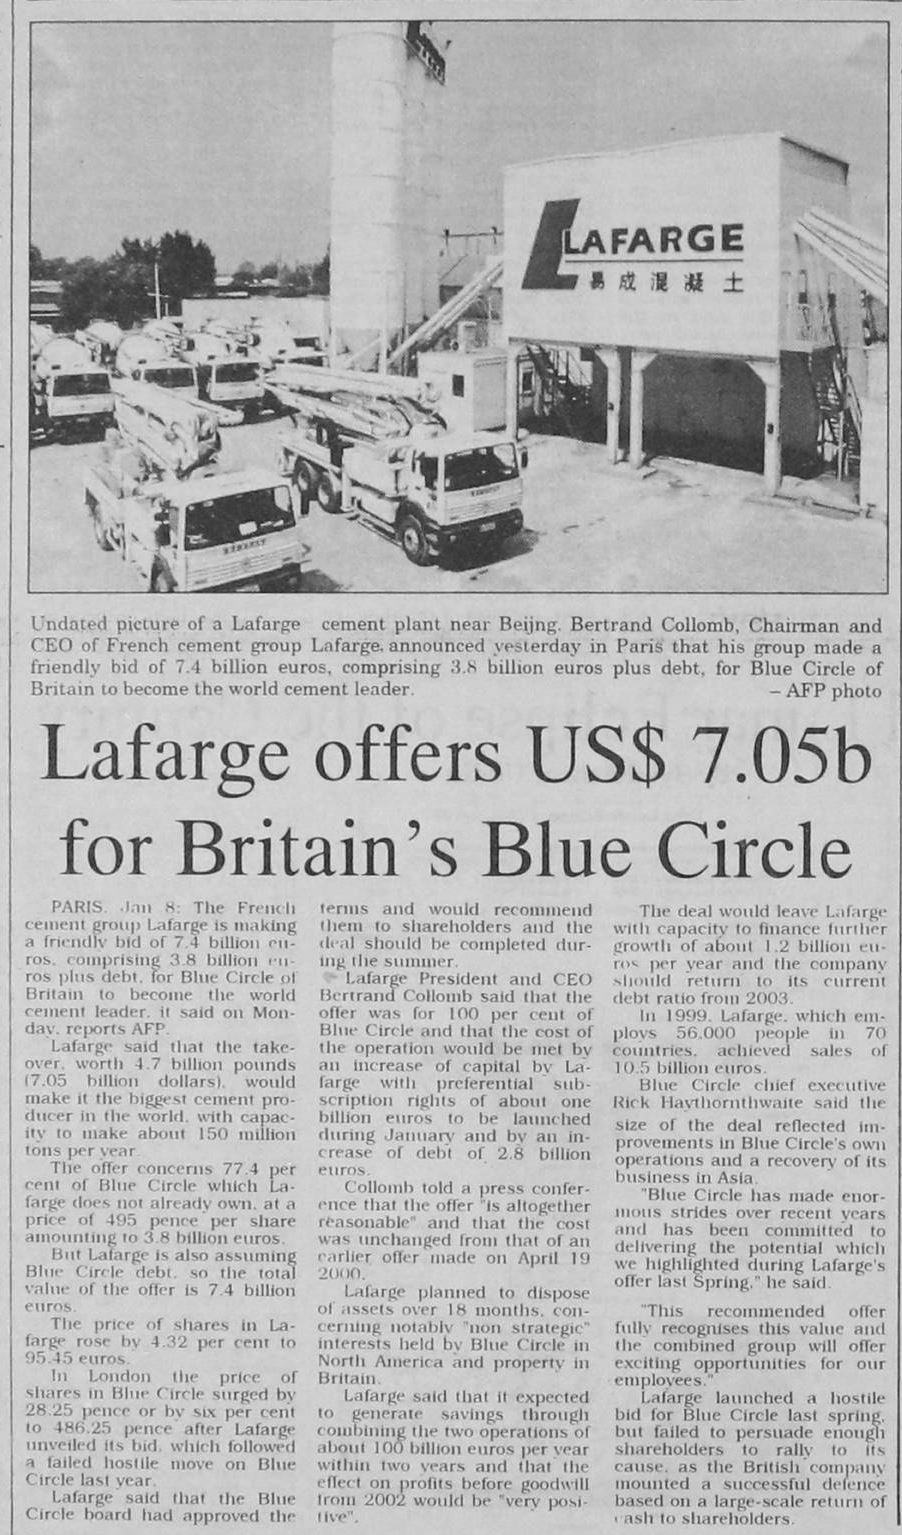 LAFARGE
易成混凝土
Undated picture of a Lafarge cement plant near Beijng. Bertrand Collomb, Chairman and
CEO of French cement group Lafarge, announced yesterday in Paris that his group made a
friendly bid of 7.4 billion euros, comprising 3.8 billion euros plus debt, for Blue Circle of
Britain to become the world cement leader. – AFP photo
Lafarge offers US$ 7.05b
for Britain's Blue Circle
PARIS, Jan 8: The French
cement group Lafarge is making
a friendly bid of 7.4 billion eu-
ros, comprising 3.8 billion eu-
ros plus debt, for Blue Circle of
Britain to become the world
cement leader, it said on Mon-
day, reports AFP.
Lafarge said that the take-
over, worth 4.7 billion pounds
(7.05 billion dollars), would
make it the biggest cement pro-
ducer in the world, with capac-
ity to make about 150 million
tons per year.
The offer concerns 77.4 per
cent of Blue Circle which La-
farge does not already own, at a
price of 495 pence per share
amounting to 3.8 billion euros.
But Lafarge is also assuming
Blue Circle debt, so the total
value of the offer is 7.4 billion
euros.
The price of shares in La-
farge rose by 4.32 per cent to
95.45 euros.
In London the price of
shares in Blue Circle surged by
28.25 pence or by six per cent
to 486.25 pence after Lafarge
unveiled its bid, which followed
a failed hostile move on Blue
Circle last year.
Lafarge said that the Blue
Circle board had approved the
terms and would recommend
them to shareholders and the
deal should be completed dur-
ing the summer.
Lafarge President and CEO
Bertrand Collomb said that the
offer was for 100 per cent of
Blue Circle and that the cost of
the operation would be met by
an increase of capital by La-
farge with preferential sub-
scription rights of about one
billion euros to be launched
during January and by an in-
crease of debt of 2.8 billion
euros.
Collomb told a press confer-
ence that the offer "is altogether
reasonable" and that the cost
was unchanged from that of an
earlier offer made on April 19
2000.
Lafarge planned to dispose
of assets over 18 months, con-
cerning notably "non strategic"
interests held by Blue Circle in
North America and property in
Britain.
Lafarge said that it expected
to generate savings through
combining the two operations of
about 100 billion euros per year
within two years and that the
effect on profits before goodwill
from 2002 would be "very posi-
tive".
The deal would leave Lafarge
with capacity to finance further
growth of about 1.2 billion eu-
ros per year and the company
should return to its current
debt ratio from 2003.
In 1999, Lafarge, which em-
ploys 56,000 people in 70
countries, achieved sales of
10.5 billion euros.
Blue Circle chief executive
Rick Haythornthwaite said the
size of the deal reflected im-
provements in Blue Circle's own
operations and a recovery of its
business in Asia.
"Blue Circle has made enor-
mous strides over recent years
and has been committed to
delivering the potential which
we highlighted during Lafarge's
offer last Spring," he said.
"This recommended offer
fully recognises this value and
the combined group will offer
exciting opportunities for our
employees."
Lafarge launched a hostile
bid for Blue Circle last spring,
but failed to persuade enough
shareholders to rally to its
cause, as the British company
mounted a successful defence
based on a large-scale return of
cash to shareholders.